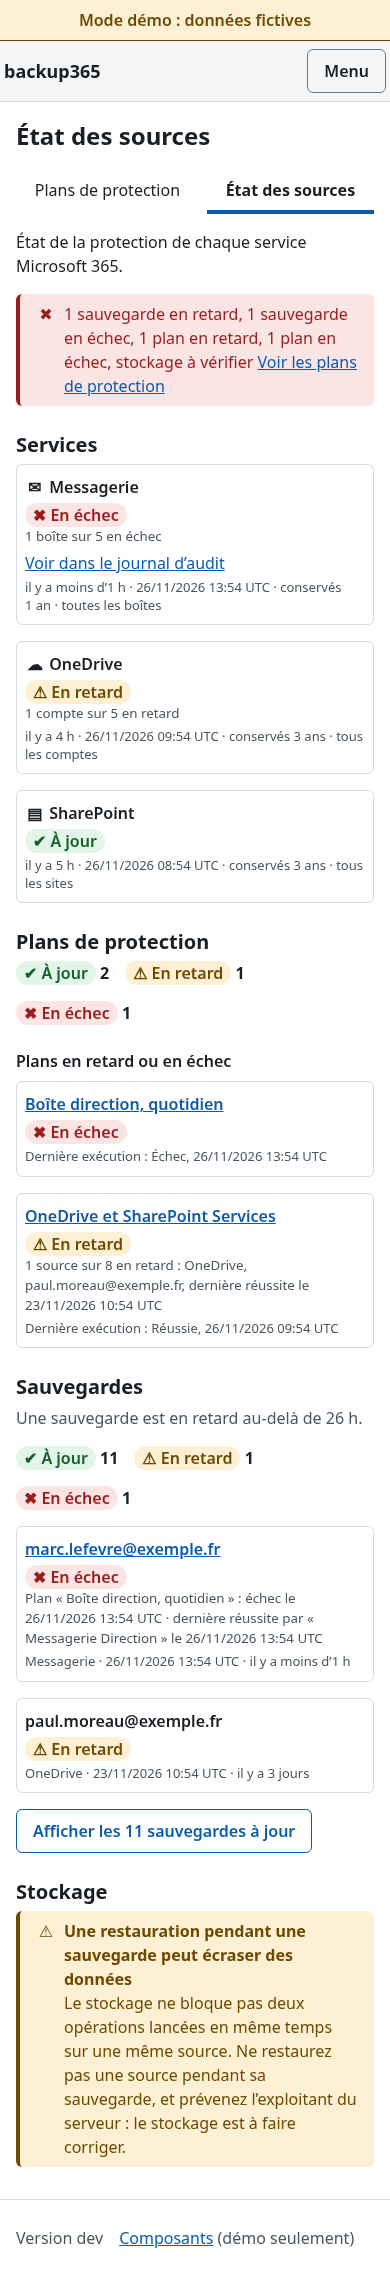 Mode démo : données fictives
backup365
Menu
État des sources
Plans de protection
État des sources
État de la protection de chaque service
Microsoft 365.
✖ 1 sauvegarde en retard, 1 sauvegarde
en échec, 1 plan en retard, 1 plan en
échec, stockage à vérifier Voir les plans
de protection
Services
✉ Messagerie
✖ En échec
1 boîte sur 5 en échec
Voir dans le journal d’audit
il y a moins d’1 h · 26/11/2026 13:54 UTC · conservés
1 an · toutes les boîtes
☁ OneDrive
⚠ En retard
1 compte sur 5 en retard
il y a 4 h · 26/11/2026 09:54 UTC · conservés 3 ans · tous
les comptes
▤ SharePoint
✔ À jour
il y a 5 h · 26/11/2026 08:54 UTC · conservés 3 ans · tous
les sites
Plans de protection
✔ À jour 2 ⚠ En retard 1
✖ En échec 1
Plans en retard ou en échec
Boîte direction, quotidien
✖ En échec
Dernière exécution : Échec, 26/11/2026 13:54 UTC
OneDrive et SharePoint Services
⚠ En retard
1 source sur 8 en retard : OneDrive,
paul.moreau@exemple.fr, dernière réussite le
23/11/2026 10:54 UTC
Dernière exécution : Réussie, 26/11/2026 09:54 UTC
Sauvegardes
Une sauvegarde est en retard au-delà de 26 h.
✔ À jour 11 ⚠ En retard 1
✖ En échec 1
marc.lefevre@exemple.fr
✖ En échec
Plan « Boîte direction, quotidien » : échec le
26/11/2026 13:54 UTC · dernière réussite par «
Messagerie Direction » le 26/11/2026 13:54 UTC
Messagerie · 26/11/2026 13:54 UTC · il y a moins d’1 h
paul.moreau@exemple.fr
⚠ En retard
OneDrive · 23/11/2026 10:54 UTC · il y a 3 jours
Afficher les 11 sauvegardes à jour
Stockage
⚠ Une restauration pendant une
sauvegarde peut écraser des
données
Le stockage ne bloque pas deux
opérations lancées en même temps
sur une même source. Ne restaurez
pas une source pendant sa
sauvegarde, et prévenez l’exploitant du
serveur : le stockage est à faire
corriger.
Version dev Composants (démo seulement)